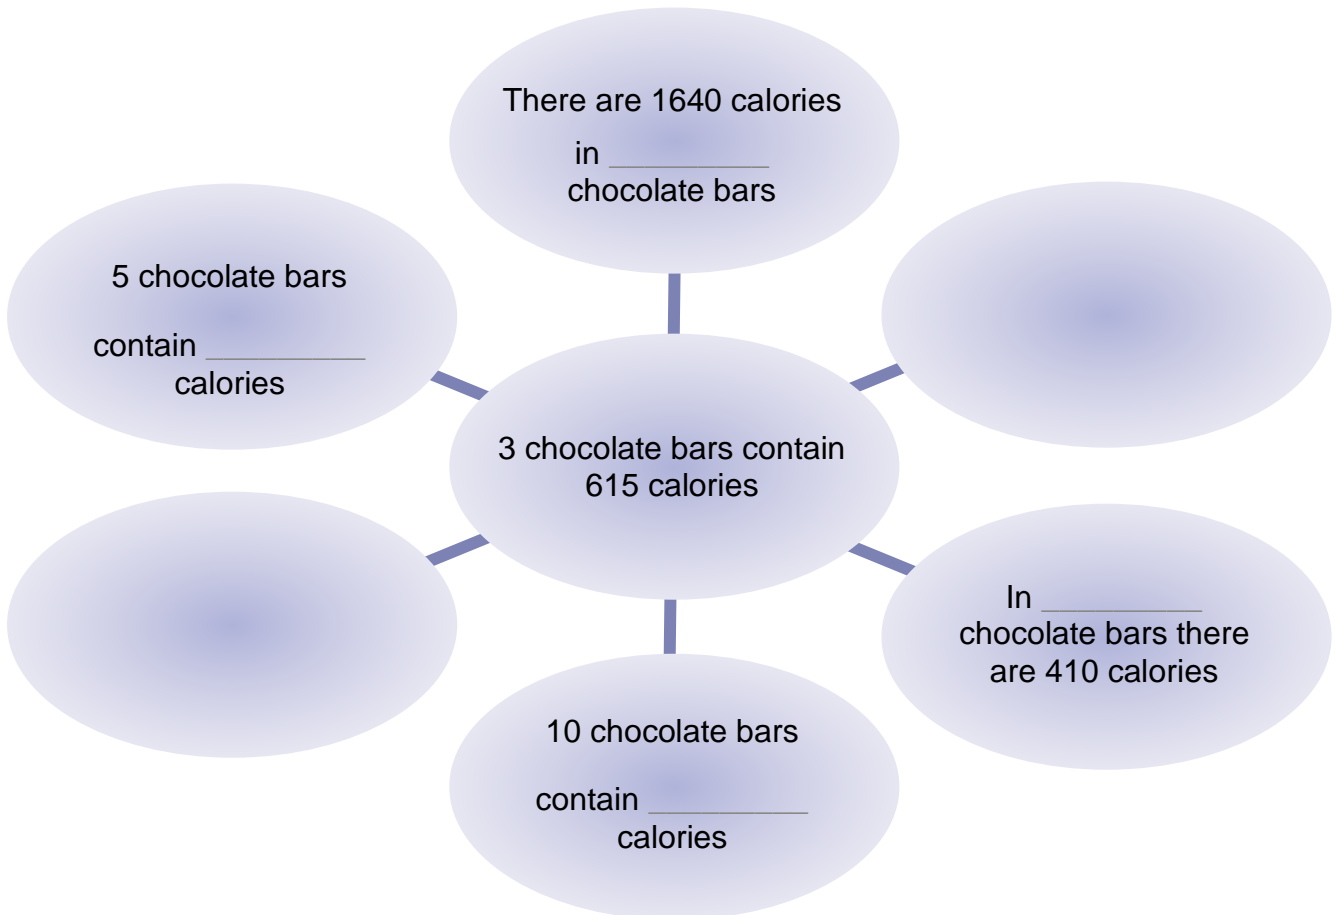 There are 1640 calories
in _________
chocolate bars
5 chocolate bars
contain _________
calories
3 chocolate bars contain
615 calories
In _________
chocolate bars there
are 410 calories
10 chocolate bars
contain _________
calories